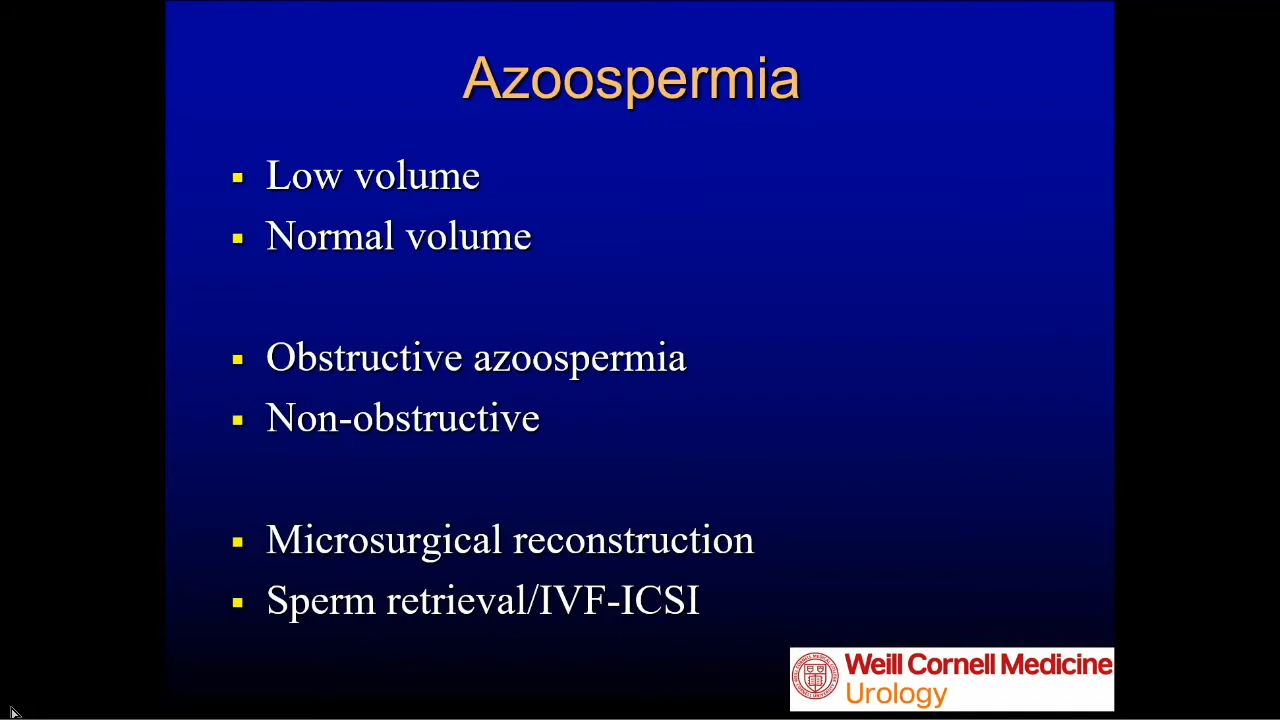 Azoospermia
Low volume
Normal volume
Obstructive azoospermia
Non-obstructive
Microsurgical reconstruction
Sperm retrieval/IVF-ICSI
Weill Cornell Medicine
Urology